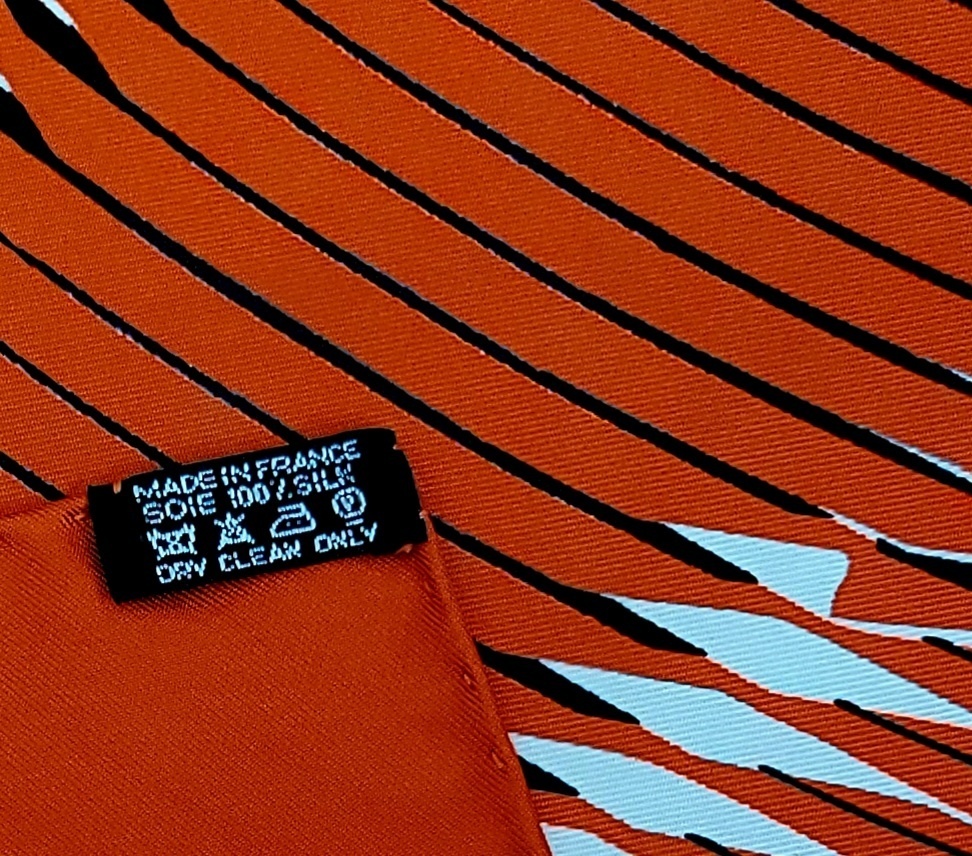 MADE IN FRANCE
SOIE 100% SILK
DRY CLEAN ONLY